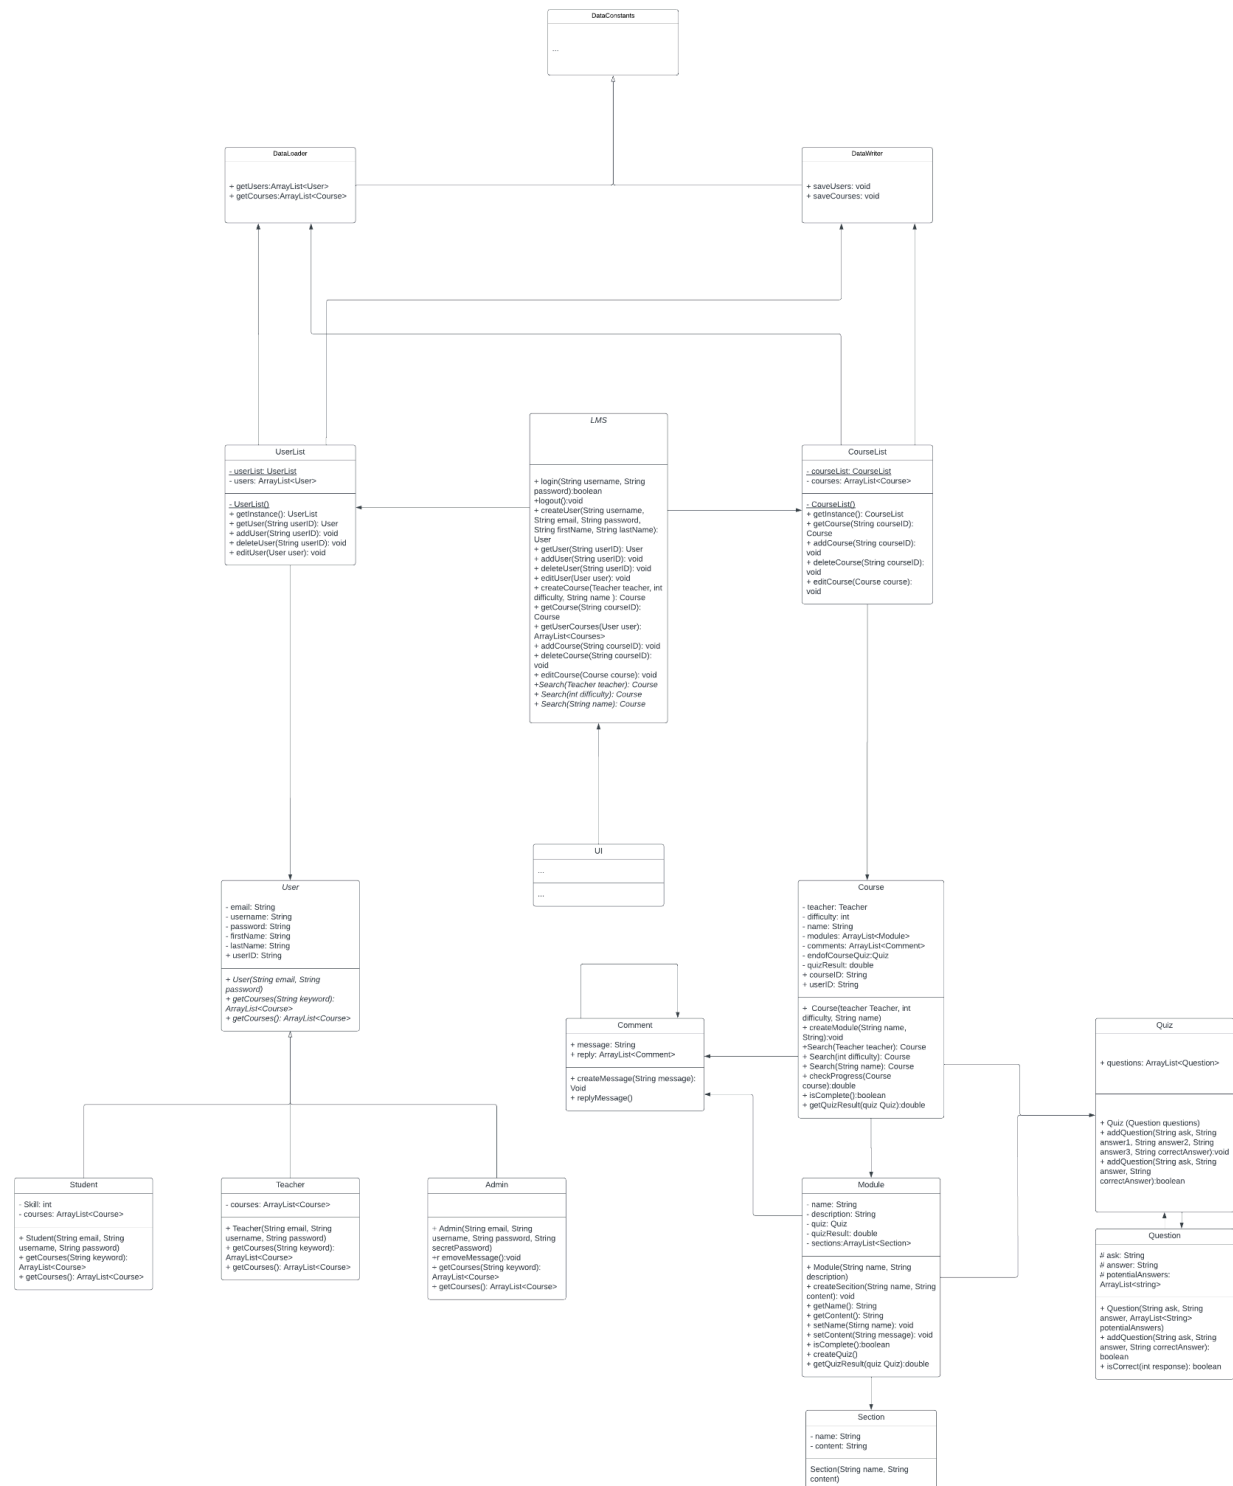 DataConstants
...
DataLoader
+ getUsers:ArrayList<User>
+ getCourses:ArrayList<Course>
DataWriter
+ saveUsers: void
+ saveCourses: void
UserList
- userList: UserList
- users: ArrayList<User>
- UserList()
+ getInstance(): UserList
+ getUser(String userID): User
+ addUser(String userID): void
+ deleteUser(String userID): void
+ editUser(User user): void
LMS
+ login(String username, String
password):boolean
+logout():void
+ createUser(String username,
String email, String password,
String firstName, String lastName):
User
+ getUser(String userID): User
+ addUser(String userID): void
+ deleteUser(String userID): void
+ editUser(User user): void
+ createCourse(Teacher teacher, int
difficulty, String name ): Course
+ getCourse(String courseID):
Course
+ getUserCourses(User user):
ArrayList<Courses>
+ addCourse(String courseID): void
+ deleteCourse(String courseID):
void
+ editCourse(Course course): void
+Search(Teacher teacher): Course
+ Search(int difficulty): Course
+ Search(String name): Course
CourseList
- courseList: CourseList
- courses: ArrayList<Course>
- CourseList()
+ getInstance(): CourseList
+ getCourse(String courseID):
Course
+ addCourse(String courseID):
void
+ deleteCourse(String courseID):
void
+ editCourse(Course course):
void
UI
...
...
User
- email: String
- username: String
- password: String
- firstName: String
- lastName: String
+ userID: String
+ User(String email, String
password)
+ getCourses(String keyword):
ArrayList<Course>
+ getCourses(): ArrayList<Course>
Course
- teacher: Teacher
- difficulty: int
- name: String
- modules: ArrayList<Module>
- comments: ArrayList<Comment>
- endofCourseQuiz:Quiz
- quizResult: double
+ courseID: String
+ userID: String
+  Course(teacher Teacher, int
difficulty, String name)
+ createModule(String name,
String):void
+Search(Teacher teacher): Course
+ Search(int difficulty): Course
+ Search(String name): Course
+ checkProgress(Course
course):double
+ isComplete():boolean
+ getQuizResult(quiz Quiz):double
Comment
+ message: String
+ reply: ArrayList<Comment>
+ createMessage(String message):
Void
+ replyMessage()
Quiz
+ questions: ArrayList<Question>
+ Quiz (Question questions)
+ addQuestion(String ask, String
answer1, String answer2, String
answer3, String correctAnswer):void
+ addQuestion(String ask, String
answer, String
correctAnswer):boolean
Student
- Skill: int
- courses: ArrayList<Course>
+ Student(String email, String
username, String password)
+ getCourses(String keyword):
ArrayList<Course>
+ getCourses(): ArrayList<Course>
Teacher
- courses: ArrayList<Course>
+ Teacher(String email, String
username, String password)
+ getCourses(String keyword):
ArrayList<Course>
+ getCourses(): ArrayList<Course>
Admin
+ Admin(String email, String
username, String password, String
secretPassword)
+r removeMessage():void
+ getCourses(String keyword):
ArrayList<Course>
+ getCourses(): ArrayList<Course>
Module
- name: String
- description: String
- quiz: Quiz
- quizResult: double
- sections:ArrayList<Section>
+ Module(String name, String
description)
+ createSecition(String name, String
content): void
+ getName(): String
+ getContent(): String
+ setName(Stirng name): void
+ setContent(String message): void
+ isComplete():boolean
+ createQuiz()
+ getQuizResult(quiz Quiz):double
Question
# ask: String
# answer: String
# potentialAnswers:
ArrayList<string>
+ Question(String ask, String
answer, ArrayList<String>
potentialAnswers)
+ addQuestion(String ask, String
answer, String correctAnswer):
boolean
+ isCorrect(int response): boolean
Section
- name: String
- content: String
Section(String name, String
content)